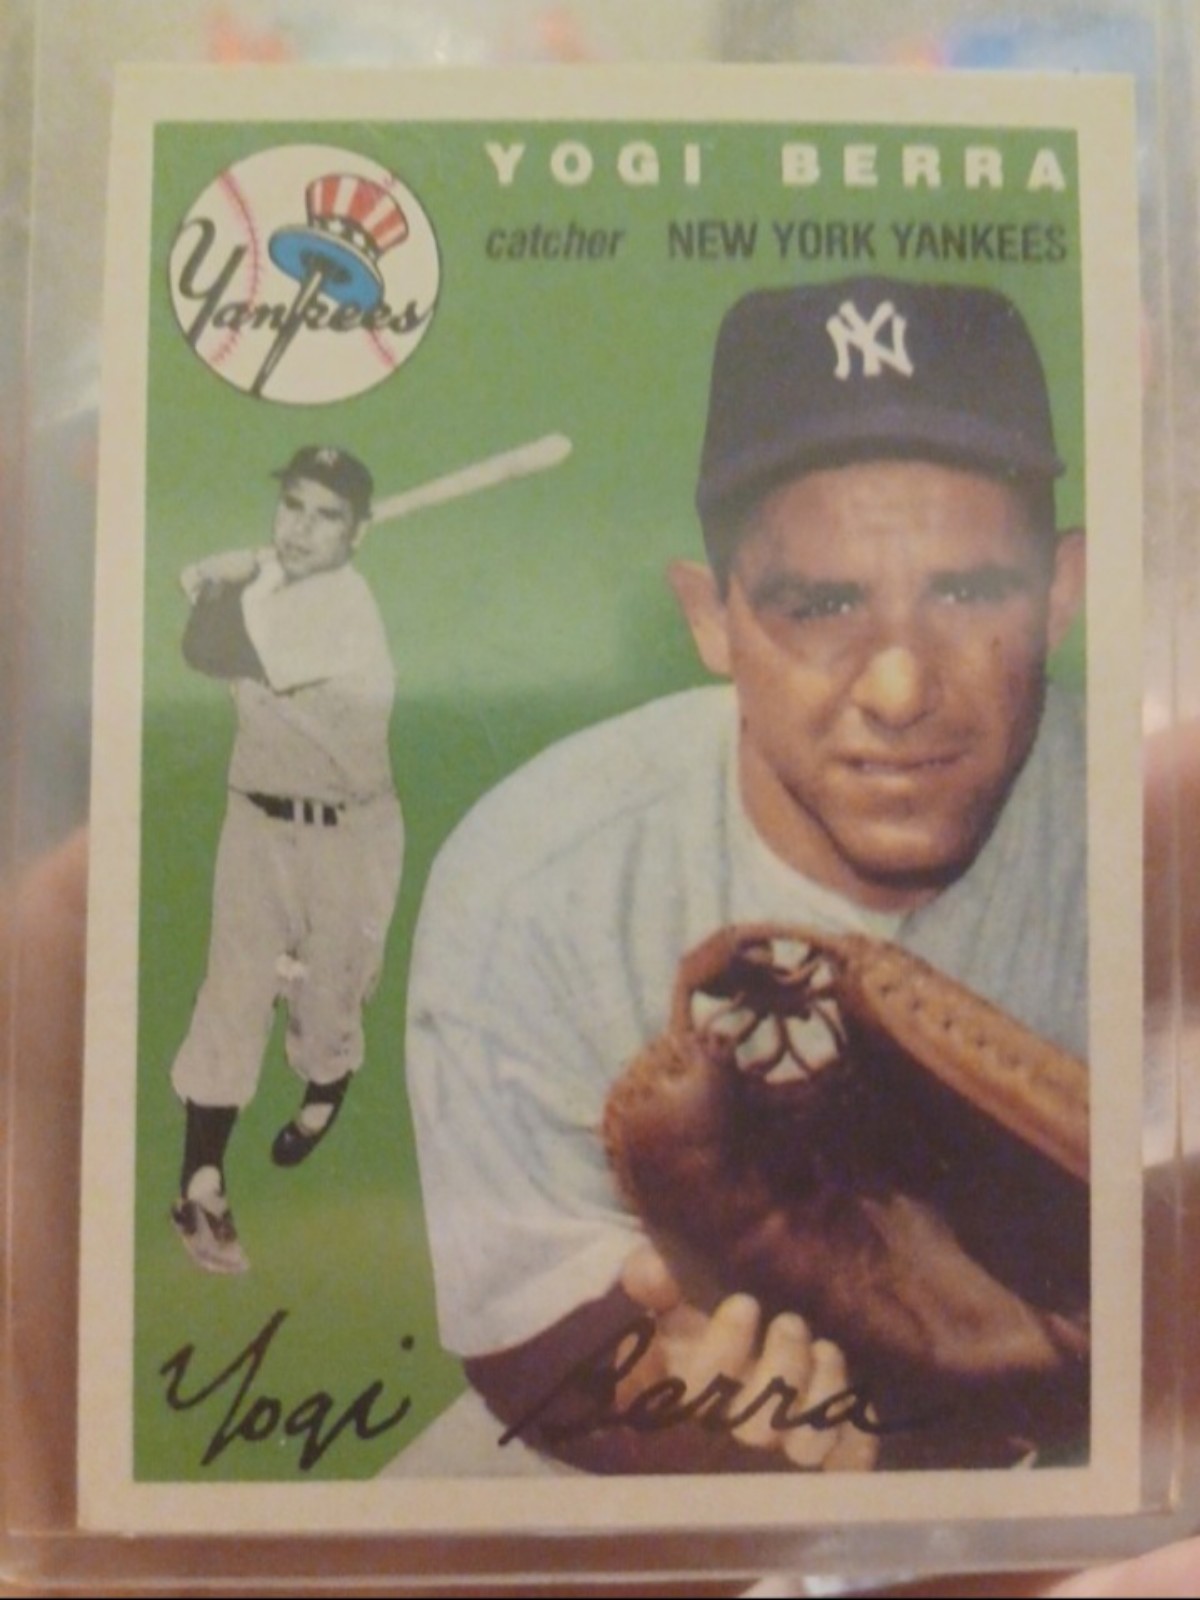 YOGI BERRA
catcher NEW YORK YANKEES
Yankees
NY
Yogi Berra